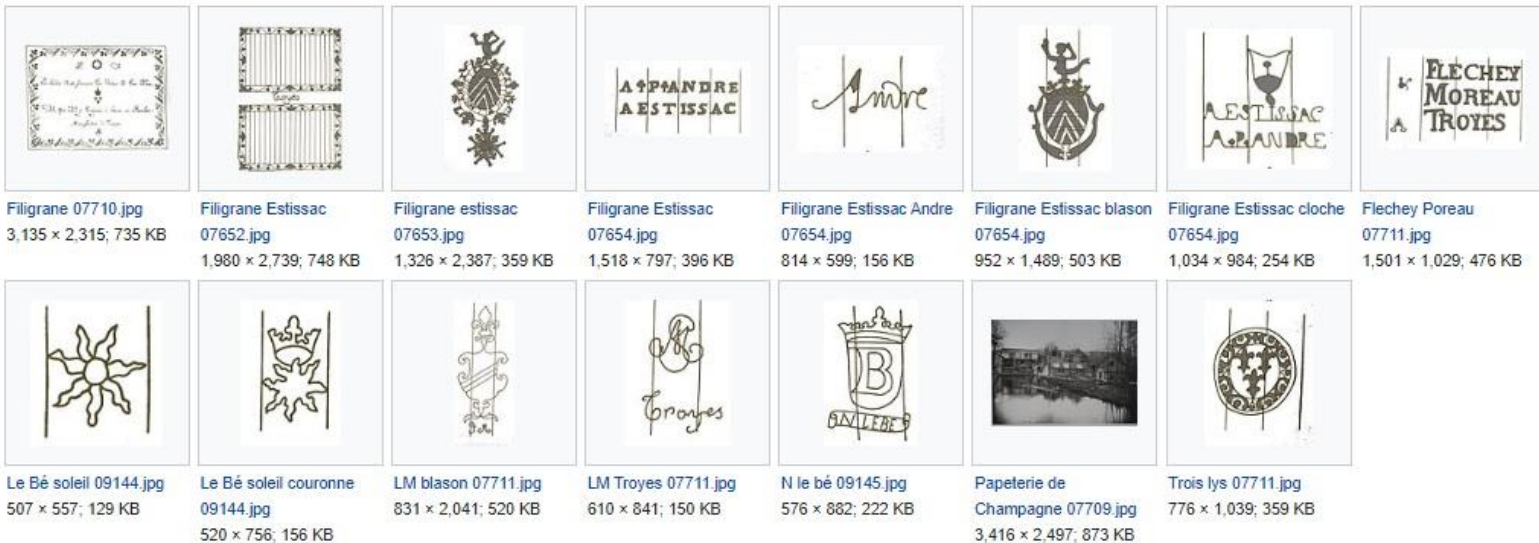 Troyes
A P ANDRE
A ESTISSAC
Andre
A ESTISSAC
A.P. ANDRE
FLECHEY
MOREAU
TROYES
Filigrane 07710.jpg
3,135 × 2,315; 735 KB
Filigrane Estissac
07652.jpg
1,980 × 2,739; 748 KB
Filigrane estissac
07653.jpg
1,326 × 2,387; 359 KB
Filigrane Estissac
07654.jpg
1,518 × 797; 396 KB
Filigrane Estissac Andre
07654.jpg
814 × 599; 156 KB
Filigrane Estissac blason
07654.jpg
952 × 1,489; 503 KB
Filigrane Estissac cloche
07654.jpg
1,034 × 984; 254 KB
Flechey Poreau
07711.jpg
1,501 × 1,029; 476 KB
Troyes
B
N LEBE
Le Bé soleil 09144.jpg
507 × 557; 129 KB
Le Bé soleil couronne
09144.jpg
520 × 756; 156 KB
LM blason 07711.jpg
831 × 2,041; 520 KB
LM Troyes 07711.jpg
610 × 841; 150 KB
N le bé 09145.jpg
576 × 882; 222 KB
Papeterie de
Champagne 07709.jpg
3,416 × 2,497; 873 KB
Trois lys 07711.jpg
776 × 1,039; 359 KB